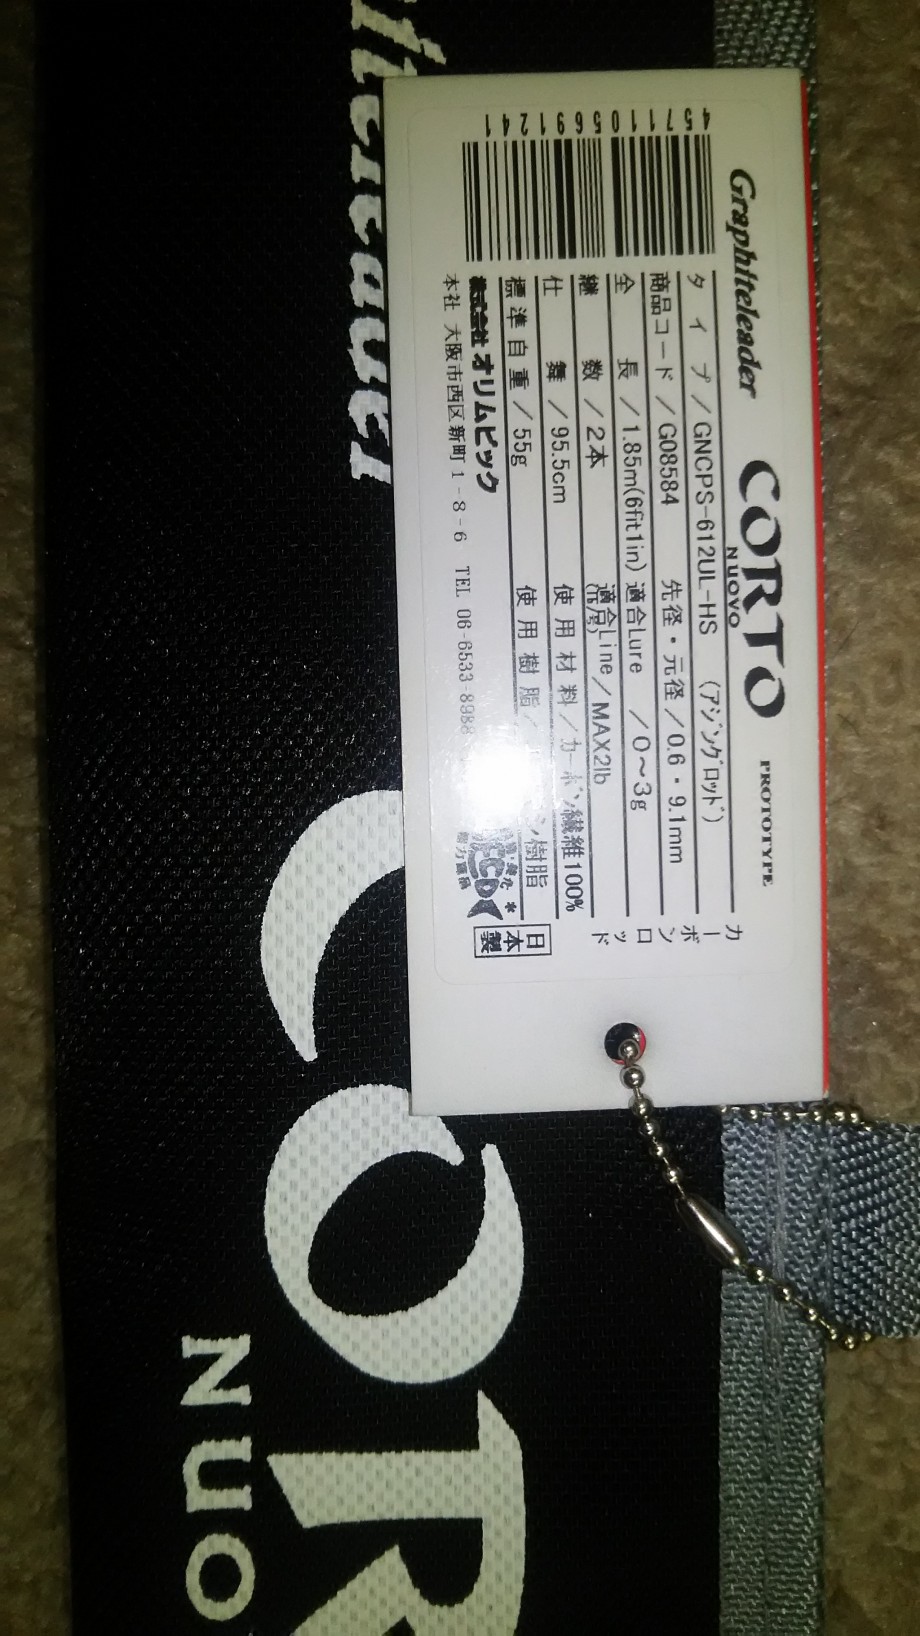 Graphiteleader CORTO PROTOTYPE
NUOVO
タイプ/GNCPS-612UL-HS (アジングロッド)
商品コード/G08584 先径・元径/0.6・9.1mm
全長/1.85m(6fit1in) 適合Lure/0~3g
継数/2本 適合Line/MAX2lb
仕舞/95.5cm 使用材料/カーボン繊維100%
標準自重/55g 使用樹脂/ 樹脂
株式会社オリムピック
本社 大阪市西区新町1-8-6 TEL 06-6533-8988
4571105691241
カーボンロッド
日本製
COR
NUO